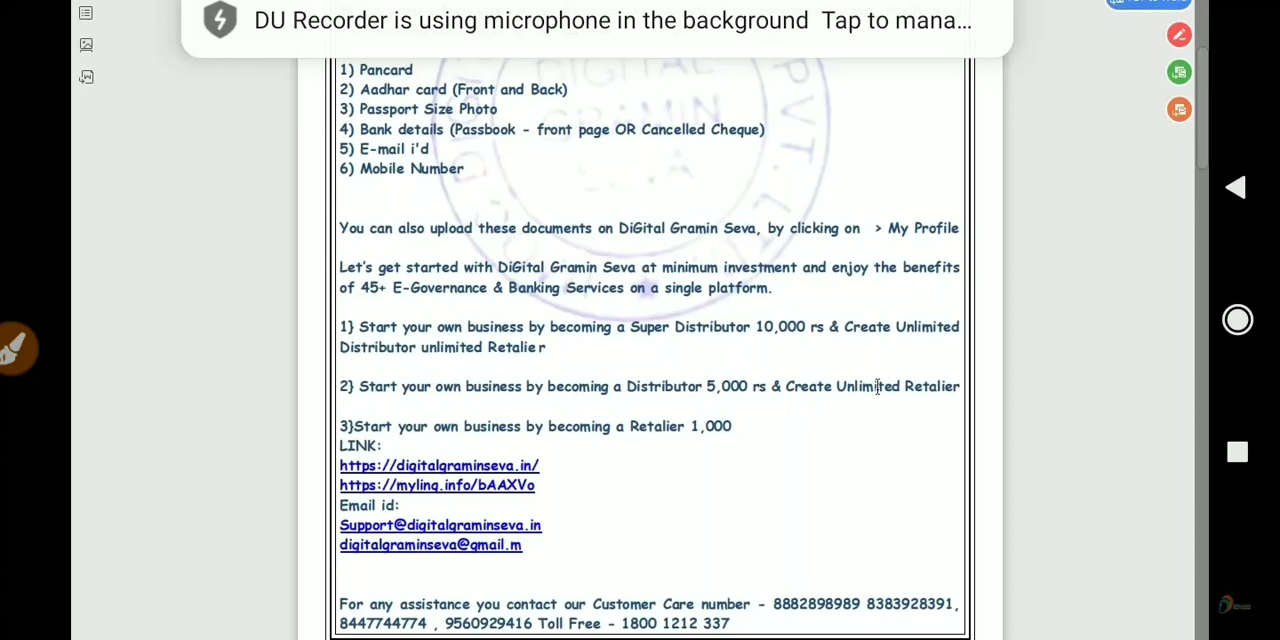 DU Recorder is using microphone in the background Tap to mana...
DIGITAL
GRAMIN
PVT.
1) Pancard
2) Aadhar card (Front and Back)
3) Passport Size Photo
4) Bank details (Passbook - front page OR Cancelled Cheque)
5) E-mail i'd
6) Mobile Number
You can also upload these documents on DiGital Gramin Seva, by clicking on > My Profile
Let's get started with DiGital Gramin Seva at minimum investment and enjoy the benefits
of 45+ E-Governance & Banking Services on a single platform.
1} Start your own business by becoming a Super Distributor 10,000 rs & Create Unlimited
Distributor unlimited Retalier
2} Start your own business by becoming a Distributor 5,000 rs & Create Unlimited Retalier
3}Start your own business by becoming a Retalier 1,000
LINK:
https://digitalgraminseva.in/
https://mylinq.info/bAAXVo
Email id:
Support@digitalgraminseva.in
digitalgraminseva@gmail.m
For any assistance you contact our Customer Care number - 8882898989 8383928391,
8447744774 , 9560929416 Toll Free - 1800 1212 337